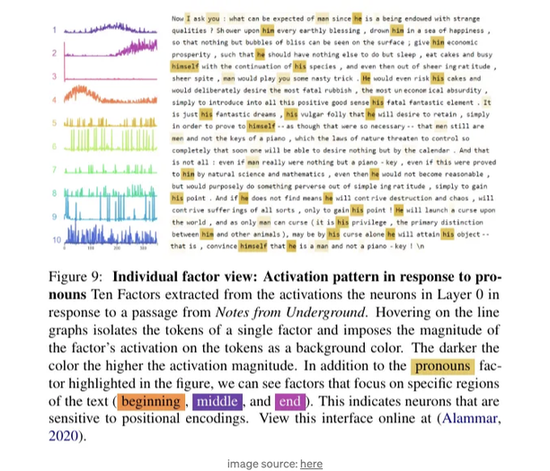 1
2
3
4
5
6
7
8
9
10
0
100
200
300
Now I ask you : what can be expected of man since he is a being endowed with strange
qualities ? Sh ower upon him every earthly blessing , drown him in a sea of happiness ,
so that nothing but bubbles of bliss can be seen on the surface ; give him economic
prosperity , such that he should have nothing else to do but sleep , eat cakes and busy
himself with the continuation of his species , and even then out of sheer ing rat itude ,
sheer spite , man would play you some nasty trick . He would even risk his cakes and
would deliberately desire the most fatal rubbish , the most un econom ical absurdity ,
simply to introduce into all this positive good sense his fatal fantastic element . It
is just his fantastic dreams , his vulgar folly that he will desire to retain , simply
in order to prove to himself -- as though that were so necessary -- that men still are
men and not the keys of a piano , which the laws of nature threaten to control so
completely that soon one will be able to desire nothing but by the calendar . And that
is not all : even if man really were nothing but a piano - key , even if this were proved
to him by natural science and mathematics , even then he would not become reasonable ,
but would purposely do something perverse out of simple ing rat itude , simply to gain
his point . And if he does not find means he will cont rive destruction and chaos , will
cont rive sufferings of all sorts , only to gain his point ! He will launch a curse upon
the world , and as only man can curse ( it is his privilege , the primary distinction
between him and other animals ) , may be by his curse alone he will attain his object --
that is , convince himself that he is a man and not a piano - key ! \n
Figure 9: Individual factor view: Activation pattern in response to pro-
nouns Ten Factors extracted from the activations the neurons in Layer 0 in
response to a passage from Notes from Underground. Hovering on the line
graphs isolates the tokens of a single factor and imposes the magnitude of
the factor's activation on the tokens as a background color. The darker the
color the higher the activation magnitude. In addition to the pronouns fac-
tor highlighted in the figure, we can see factors that focus on specific regions
of the text ( beginning , middle , and end ). This indicates neurons that are
sensitive to positional encodings. View this interface online at (Alammar,
2020).
image source: here